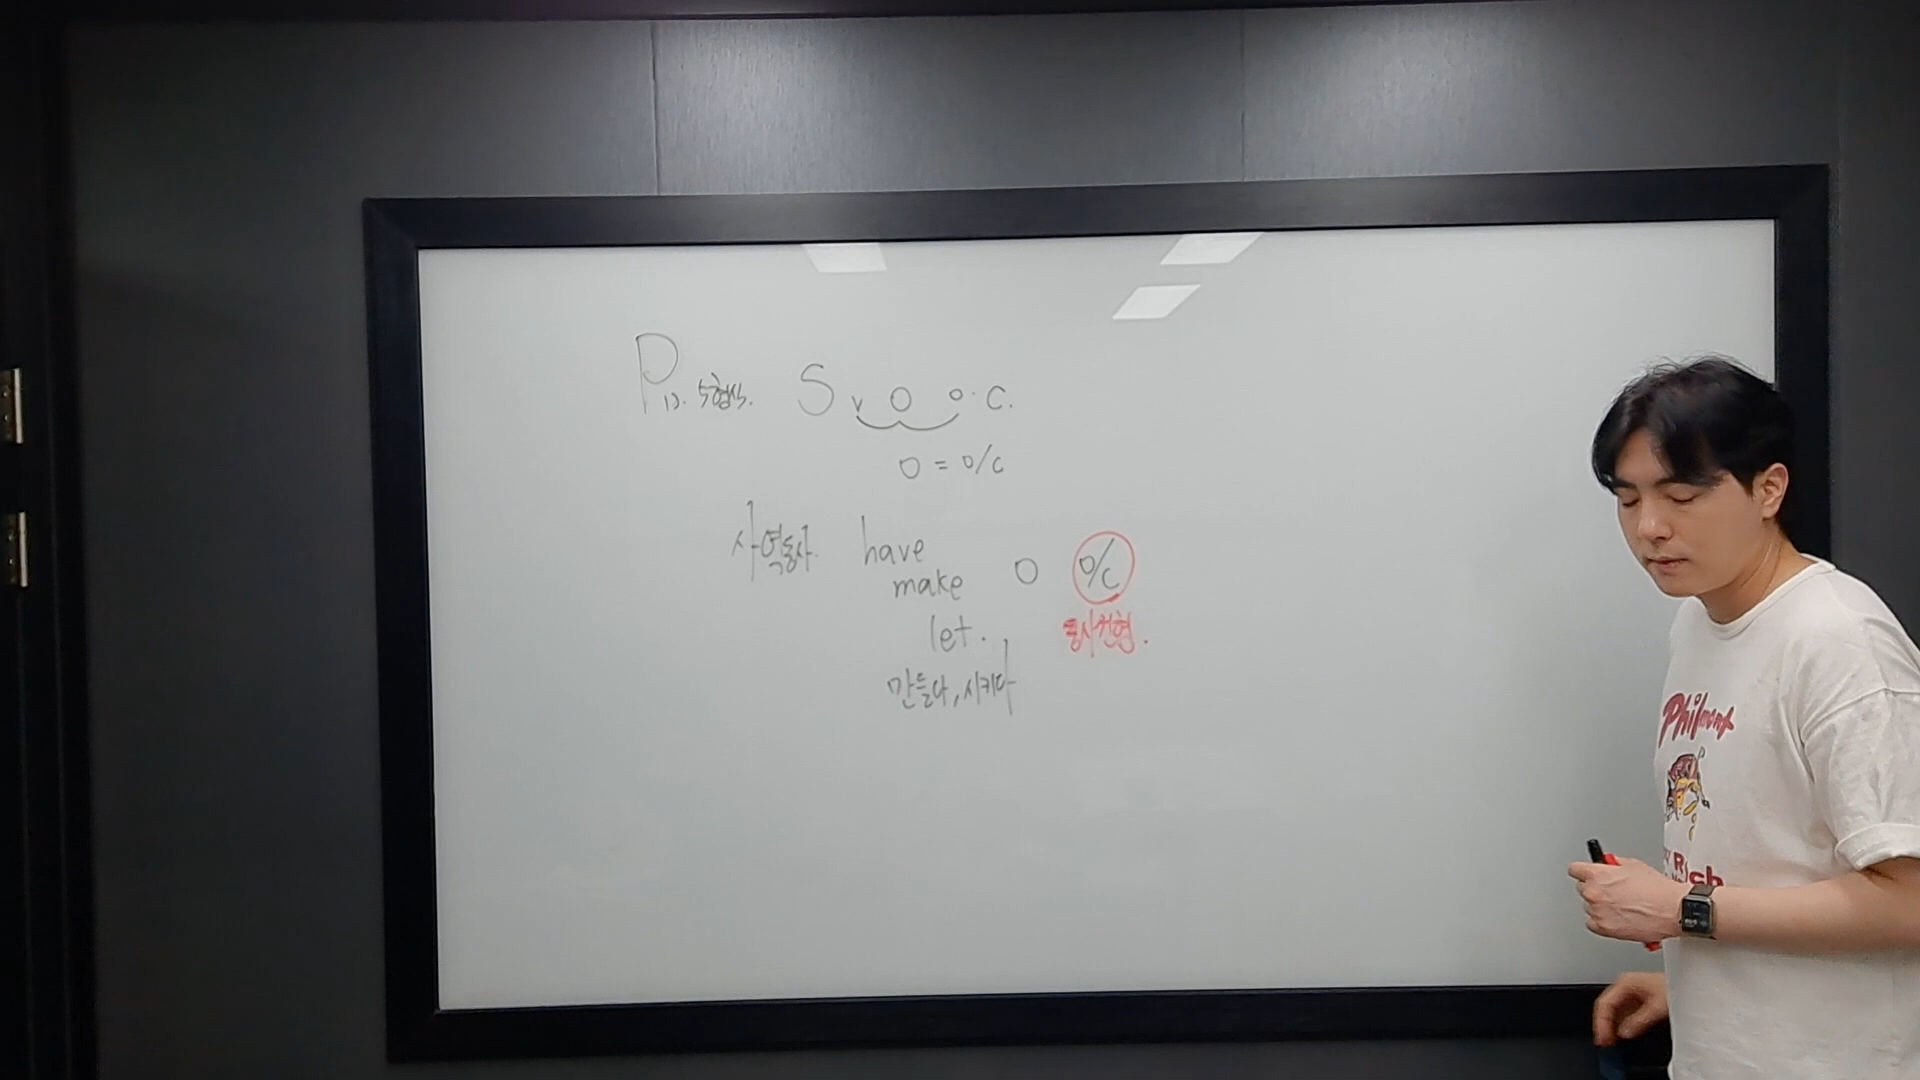 P13. 5형식. S v O o.c.
O = o/c
사역동사. have
make O o/c
let. 동사원형.
만들다, 시키다
Philmont